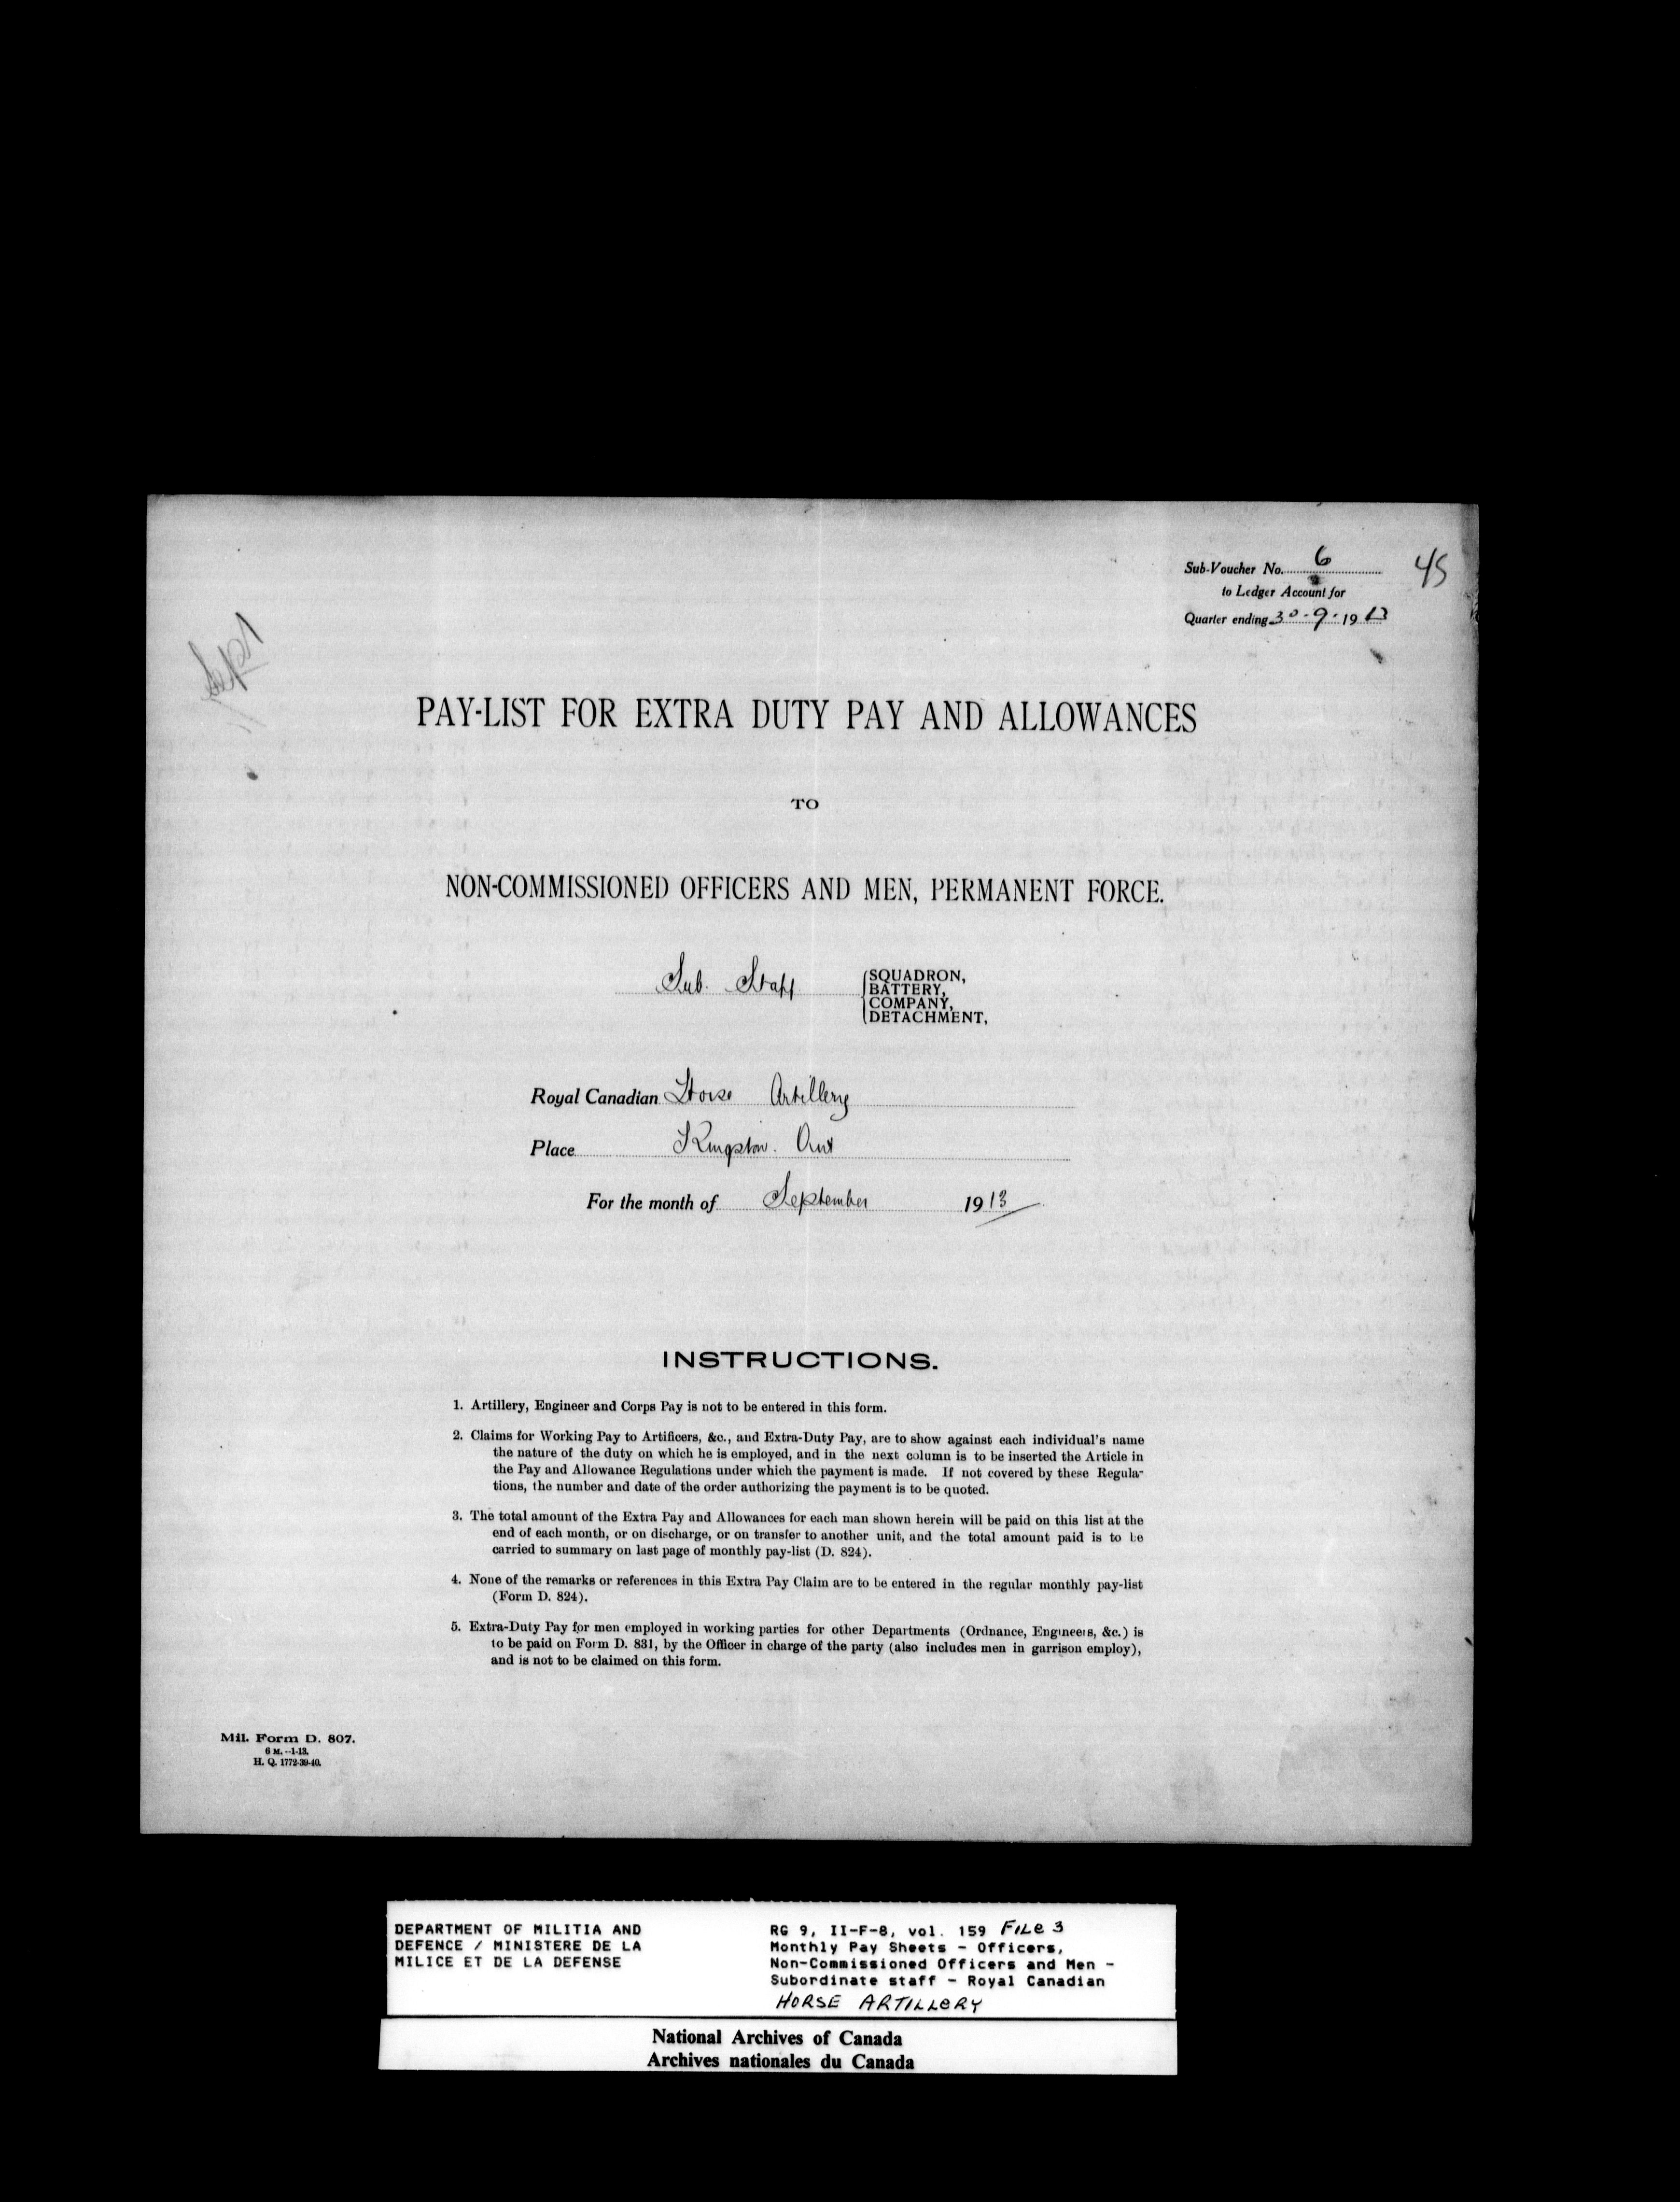 Sub-Voucher No. 6
45
to Ledger Account for
Quarter ending 30-9-1913
Sept
PAY-LIST FOR EXTRA DUTY PAY AND ALLOWANCES
TO
NON-COMMISSIONED OFFICERS AND MEN, PERMANENT FORCE.
Sub. Staff
SQUADRON,
BATTERY,
COMPANY,
DETACHMENT,
Royal Canadian Horse Artillery
Place Kingston. Ont
For the month of September 1913
INSTRUCTIONS.
1. Artillery, Engineer and Corps Pay is not to be entered in this form.
2. Claims for Working Pay to Artificers, &c., and Extra-Duty Pay, are to show against each individual's name
the nature of the duty on which he is employed, and in the next column is to be inserted the Article in
the Pay and Allowance Regulations under which the payment is made. If not covered by these Regula-
tions, the number and date of the order authorizing the payment is to be quoted.
3. The total amount of the Extra Pay and Allowances for each man shown herein will be paid on this list at the
end of each month, or on discharge, or on transfer to another unit, and the total amount paid is to be
carried to summary on last page of monthly pay-list (D. 824).
4. None of the remarks or references in this Extra Pay Claim are to be entered in the regular monthly pay-list
(Form D. 824).
5. Extra-Duty Pay for men employed in working parties for other Departments (Ordnance, Engineers, &c.) is
to be paid on Form D. 831, by the Officer in charge of the party (also includes men in garrison employ),
and is not to be claimed on this form.
Mil. Form D. 807.
6 M.--1-13.
H. Q. 1772-39-40.
DEPARTMENT OF MILITIA AND
DEFENCE / MINISTERE DE LA
MILICE ET DE LA DEFENSE
RG 9, II-F-8, vol. 159 FILE 3
Monthly Pay Sheets - Officers,
Non-Commissioned Officers and Men -
Subordinate staff - Royal Canadian
HORSE ARTILLERY
National Archives of Canada
Archives nationales du Canada